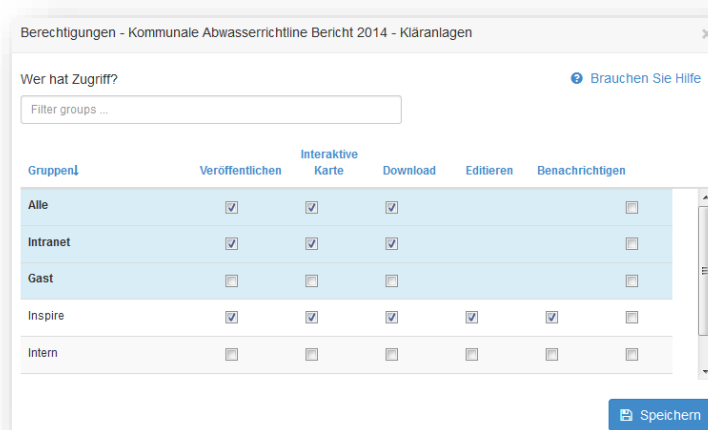 Berechtigungen - Kommunale Abwasserrichtline Bericht 2014 - Kläranlagen
Wer hat Zugriff?
Brauchen Sie Hilfe
Filter groups ...
Gruppen Veröffentlichen Interaktive Karte Download Editieren Benachrichtigen
Alle
Intranet
Gast
Inspire
Intern
Speichern